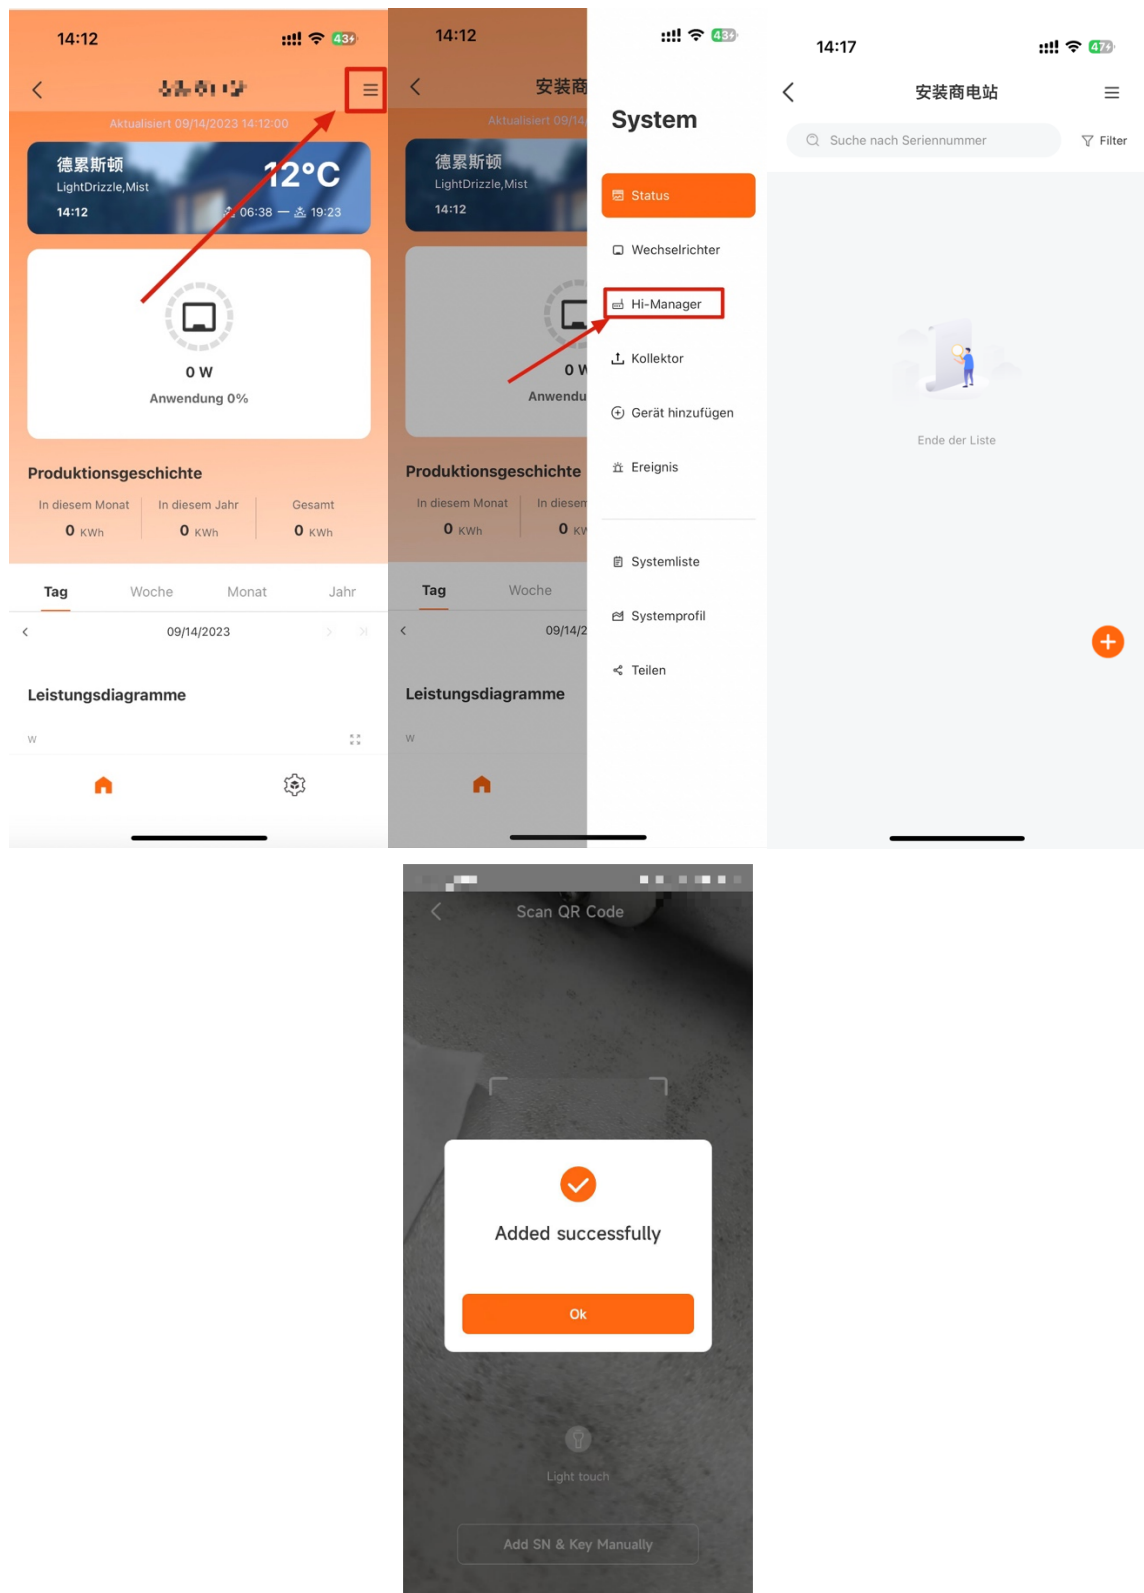 14:12
43
Aktualisiert 09/14/2023 14:12:00
德累斯顿
LightDrizzle,Mist
12°C
14:12
06:38 — 19:23
0 W
Anwendung 0%
Produktionsgeschichte
In diesem Monat
In diesem Jahr
Gesamt
0 KWh
0 KWh
0 KWh
Tag
Woche
Monat
Jahr
09/14/2023
Leistungsdiagramme
W
14:12
43
安装商
Aktualisiert 09/14/
德累斯顿
LightDrizzle,Mist
14:12
0 W
Anwendu
Produktionsgeschichte
In diesem Monat
In diesem
0 KWh
0 KW
Tag
Woche
09/14/2
Leistungsdiagramme
W
System
Status
Wechselrichter
Hi-Manager
Kollektor
Gerät hinzufügen
Ereignis
Systemliste
Systemprofil
Teilen
14:17
47
安装商电站
Suche nach Seriennummer
Filter
Ende der Liste
Scan QR Code
Added successfully
Ok
Light touch
Add SN & Key Manually